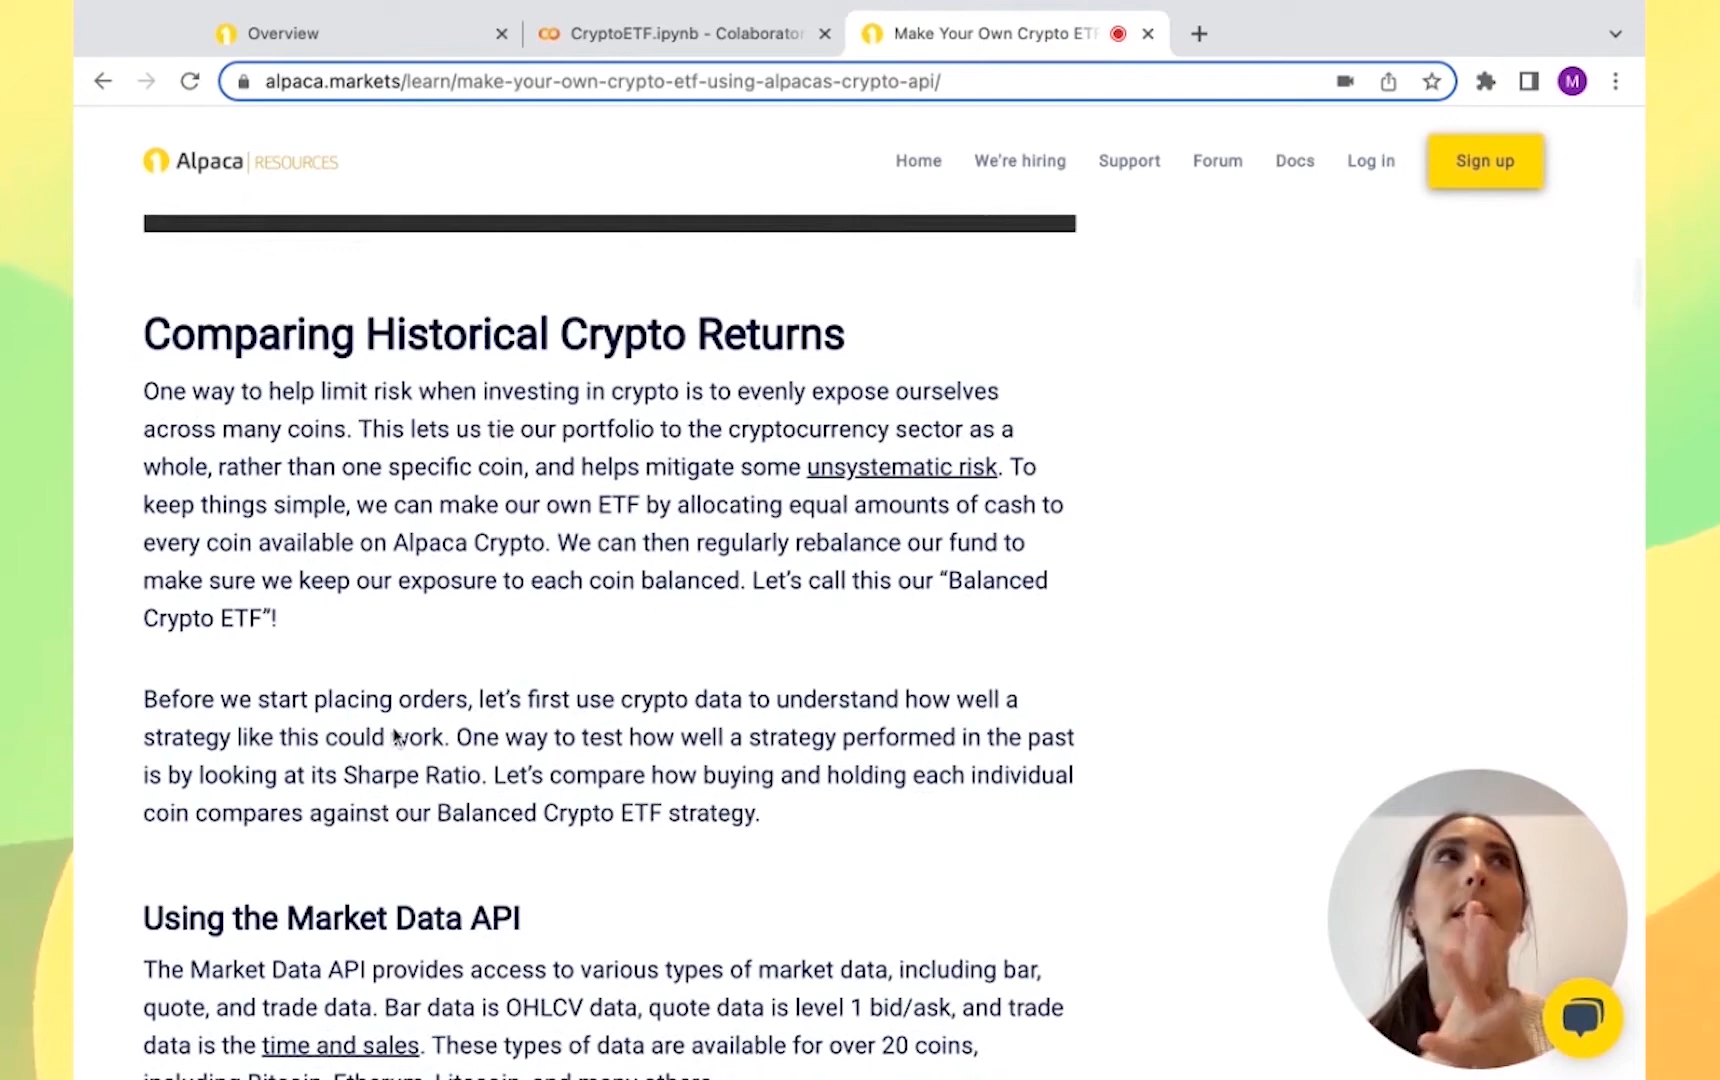 Overview
CryptoETF.ipynb - Colaborator
Make Your Own Crypto ETF
alpaca.markets/learn/make-your-own-crypto-etf-using-alpacas-crypto-api/
M
Alpaca | RESOURCES
Home
We're hiring
Support
Forum
Docs
Log in
Sign up
Comparing Historical Crypto Returns
One way to help limit risk when investing in crypto is to evenly expose ourselves
across many coins. This lets us tie our portfolio to the cryptocurrency sector as a
whole, rather than one specific coin, and helps mitigate some unsystematic risk. To
keep things simple, we can make our own ETF by allocating equal amounts of cash to
every coin available on Alpaca Crypto. We can then regularly rebalance our fund to
make sure we keep our exposure to each coin balanced. Let’s call this our “Balanced
Crypto ETF”!
Before we start placing orders, let’s first use crypto data to understand how well a
strategy like this could work. One way to test how well a strategy performed in the past
is by looking at its Sharpe Ratio. Let’s compare how buying and holding each individual
coin compares against our Balanced Crypto ETF strategy.
Using the Market Data API
The Market Data API provides access to various types of market data, including bar,
quote, and trade data. Bar data is OHLCV data, quote data is level 1 bid/ask, and trade
data is the time and sales. These types of data are available for over 20 coins,
including Bitcoin, Etherum, Litecoin, and many others.